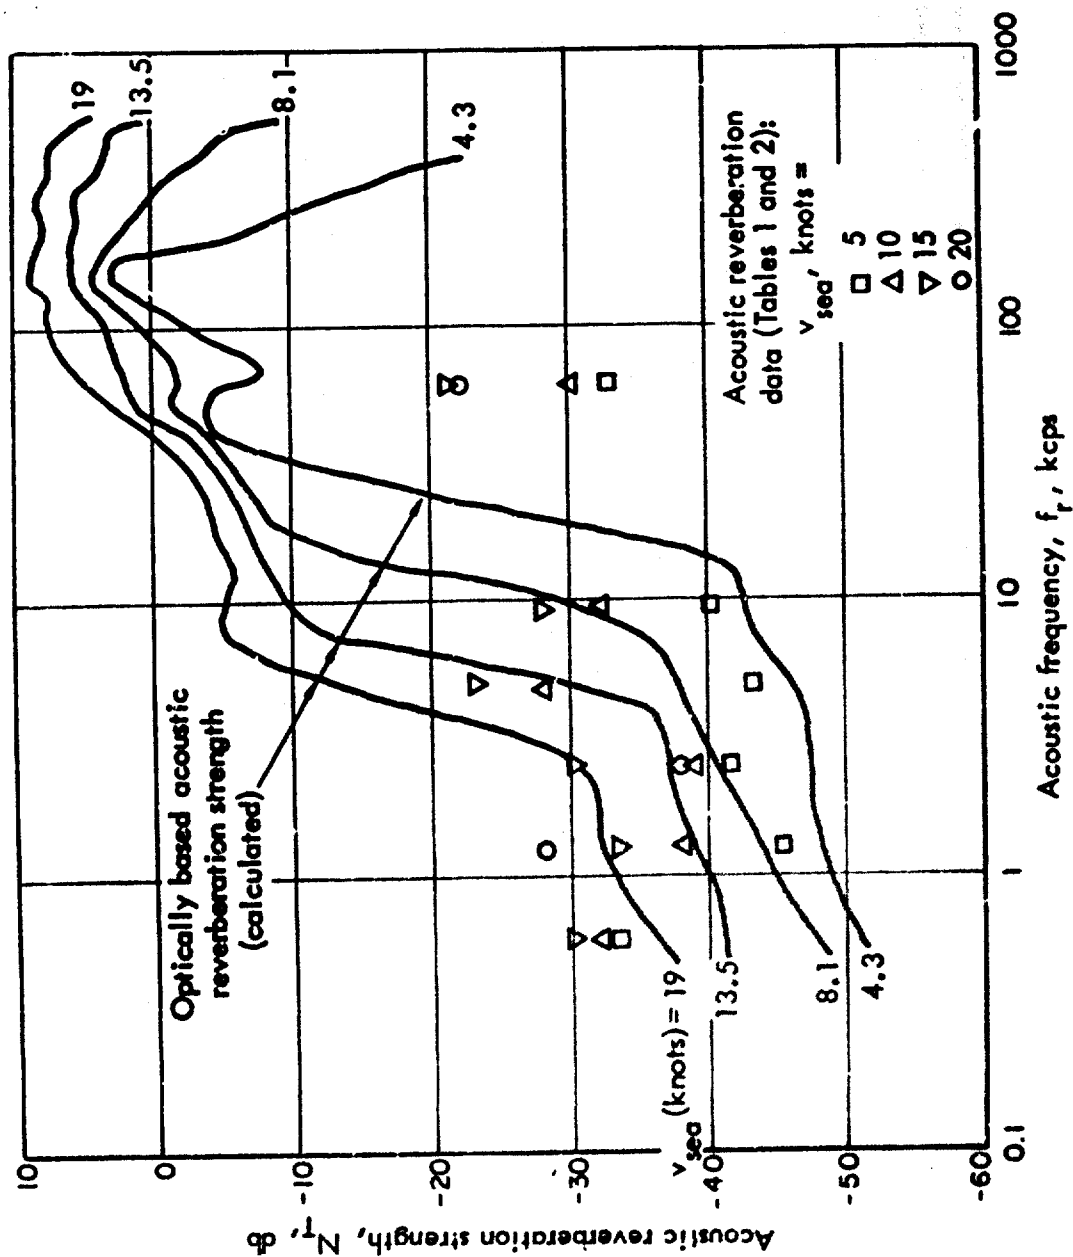 10
0
-10
-20
-30
-40
-50
-60
Acoustic reverberation strength, N_T, db
0.1
1
10
100
1000
Acoustic frequency, f_r, kcps
Optically based acoustic
reverberation strength
(calculated)
v_sea (knots) = 19
13.5
8.1
4.3
19
13.5
8.1
4.3
Acoustic reverberation
data (Tables 1 and 2):
v_sea, knots =
□ 5
△ 10
▽ 15
○ 20